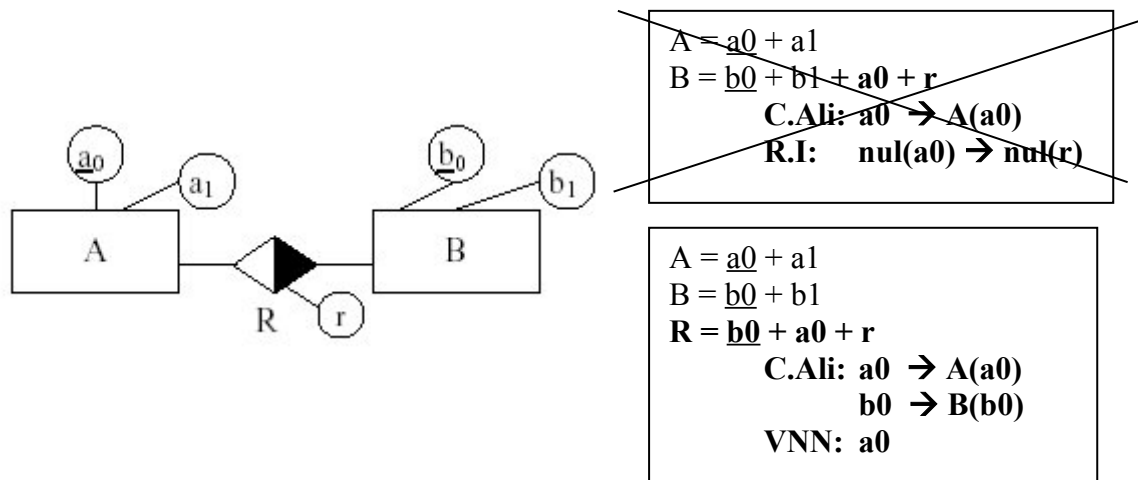 a0
a1
A
R
r
b0
b1
B
A = a0 + a1
B = b0 + b1 + a0 + r
C.Ali: a0 → A(a0)
R.I: nul(a0) → nul(r)
A = a0 + a1
B = b0 + b1
R = b0 + a0 + r
C.Ali: a0 → A(a0)
b0 → B(b0)
VNN: a0